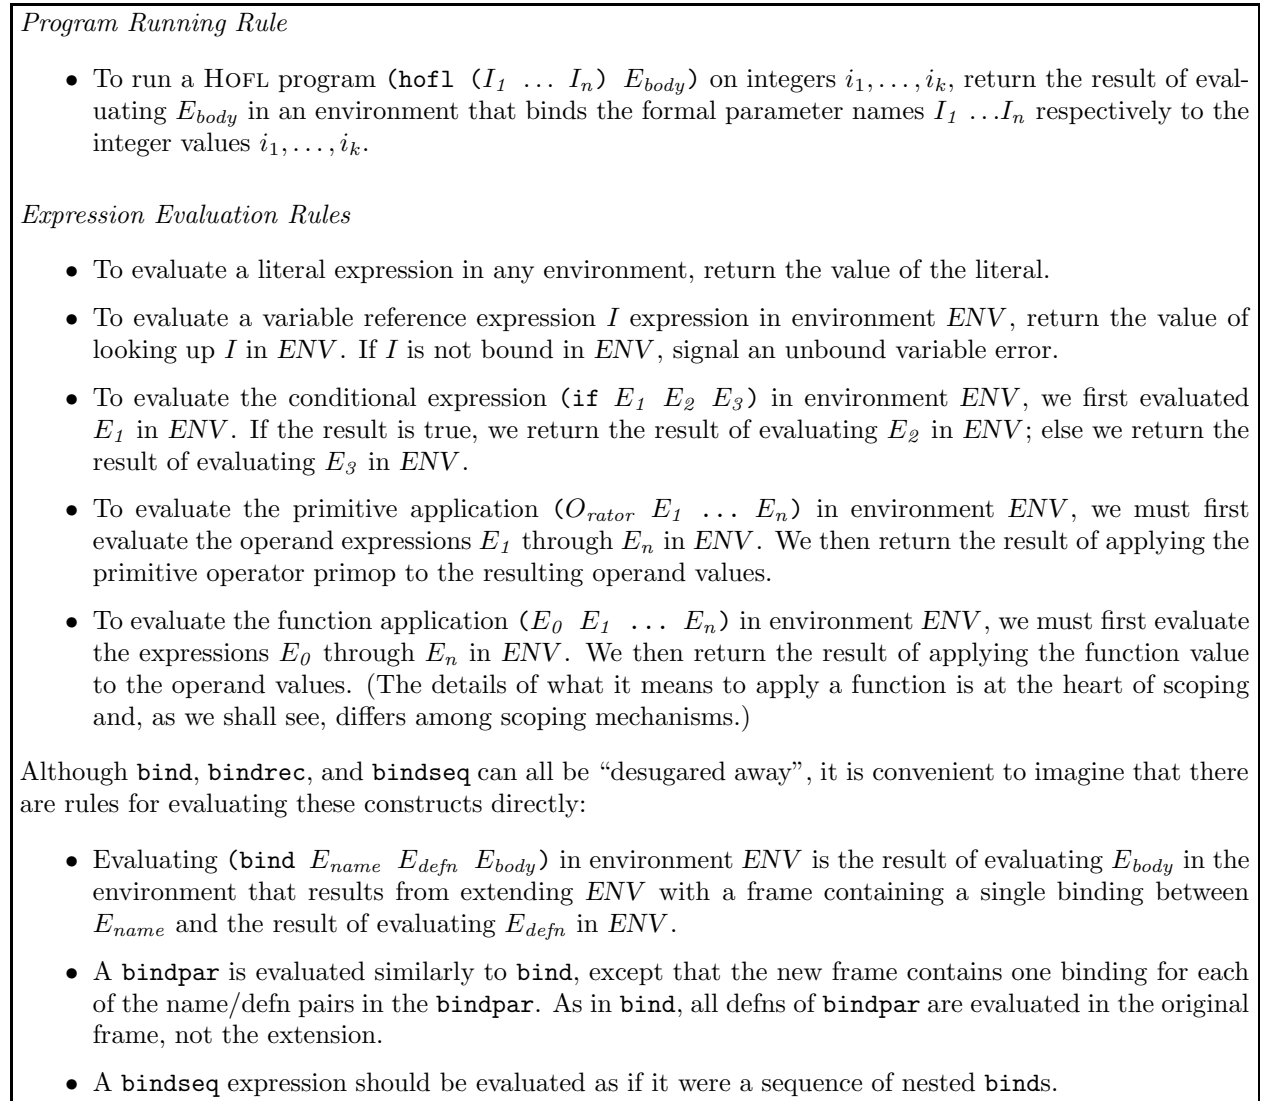 Program Running Rule
• To run a HOFL program (hofl (I1 ... In) Ebody) on integers i1, . . . , ik, return the result of eval-
uating Ebody in an environment that binds the formal parameter names I1 . . . In respectively to the
integer values i1, . . . , ik.
Expression Evaluation Rules
• To evaluate a literal expression in any environment, return the value of the literal.
• To evaluate a variable reference expression I expression in environment ENV, return the value of
looking up I in ENV. If I is not bound in ENV, signal an unbound variable error.
• To evaluate the conditional expression (if E1 E2 E3) in environment ENV, we first evaluated
E1 in ENV. If the result is true, we return the result of evaluating E2 in ENV; else we return the
result of evaluating E3 in ENV.
• To evaluate the primitive application (Orator E1 ... En) in environment ENV, we must first
evaluate the operand expressions E1 through En in ENV. We then return the result of applying the
primitive operator primop to the resulting operand values.
• To evaluate the function application (E0 E1 ... En) in environment ENV, we must first evaluate
the expressions E0 through En in ENV. We then return the result of applying the function value
to the operand values. (The details of what it means to apply a function is at the heart of scoping
and, as we shall see, differs among scoping mechanisms.)
Although bind, bindrec, and bindseq can all be “desugared away”, it is convenient to imagine that there
are rules for evaluating these constructs directly:
• Evaluating (bind Ename Edefn Ebody) in environment ENV is the result of evaluating Ebody in the
environment that results from extending ENV with a frame containing a single binding between
Ename and the result of evaluating Edefn in ENV.
• A bindpar is evaluated similarly to bind, except that the new frame contains one binding for each
of the name/defn pairs in the bindpar. As in bind, all defns of bindpar are evaluated in the original
frame, not the extension.
• A bindseq expression should be evaluated as if it were a sequence of nested binds.